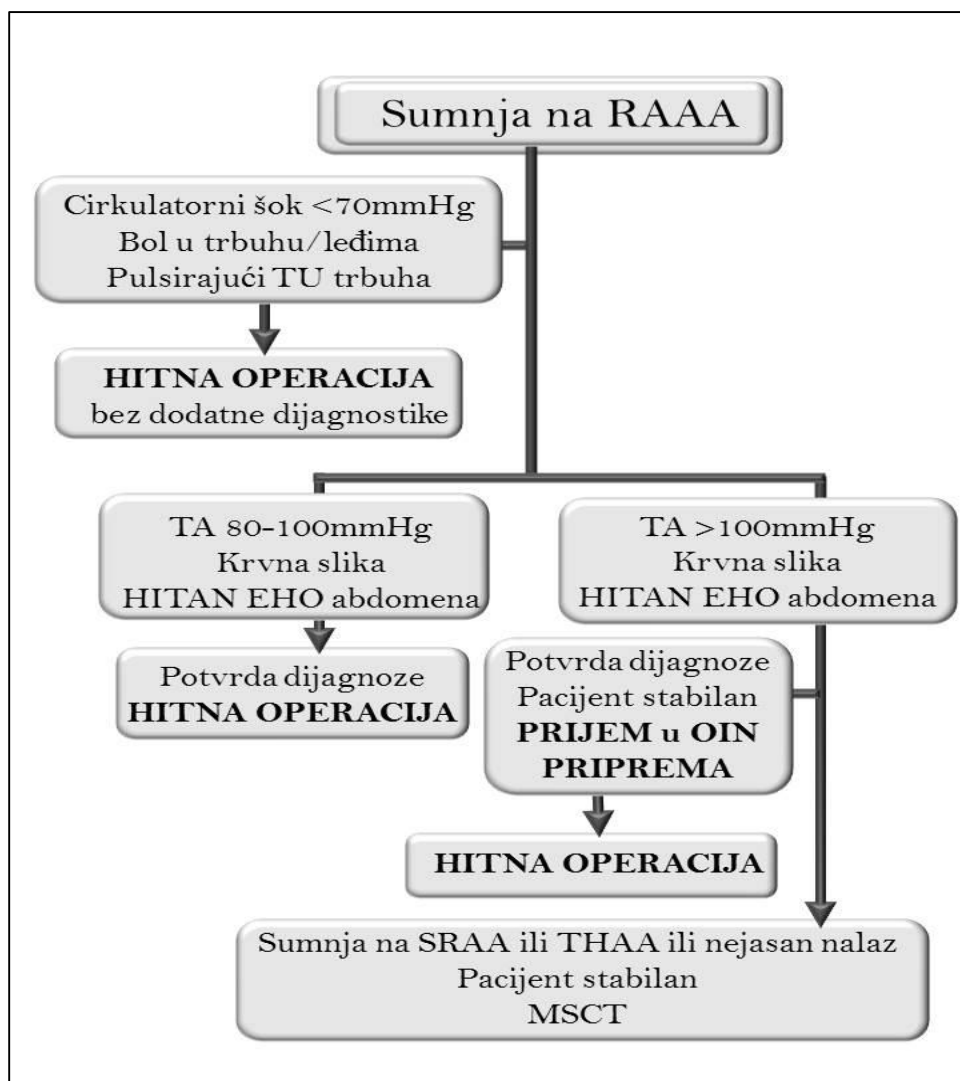 Sumnja na RAAA
Cirkulatorni šok <70mmHg
Bol u trbuhu/leđima
Pulsirajući TU trbuha
HITNA OPERACIJA
bez dodatne dijagnostike
TA 80-100mmHg
Krvna slika
HITAN EHO abdomena
Potvrda dijagnoze
HITNA OPERACIJA
TA >100mmHg
Krvna slika
HITAN EHO abdomena
Potvrda dijagnoze
Pacijent stabilan
PRIJEM u OIN
PRIPREMA
HITNA OPERACIJA
Sumnja na SRAA ili THAA ili nejasan nalaz
Pacijent stabilan
MSCT